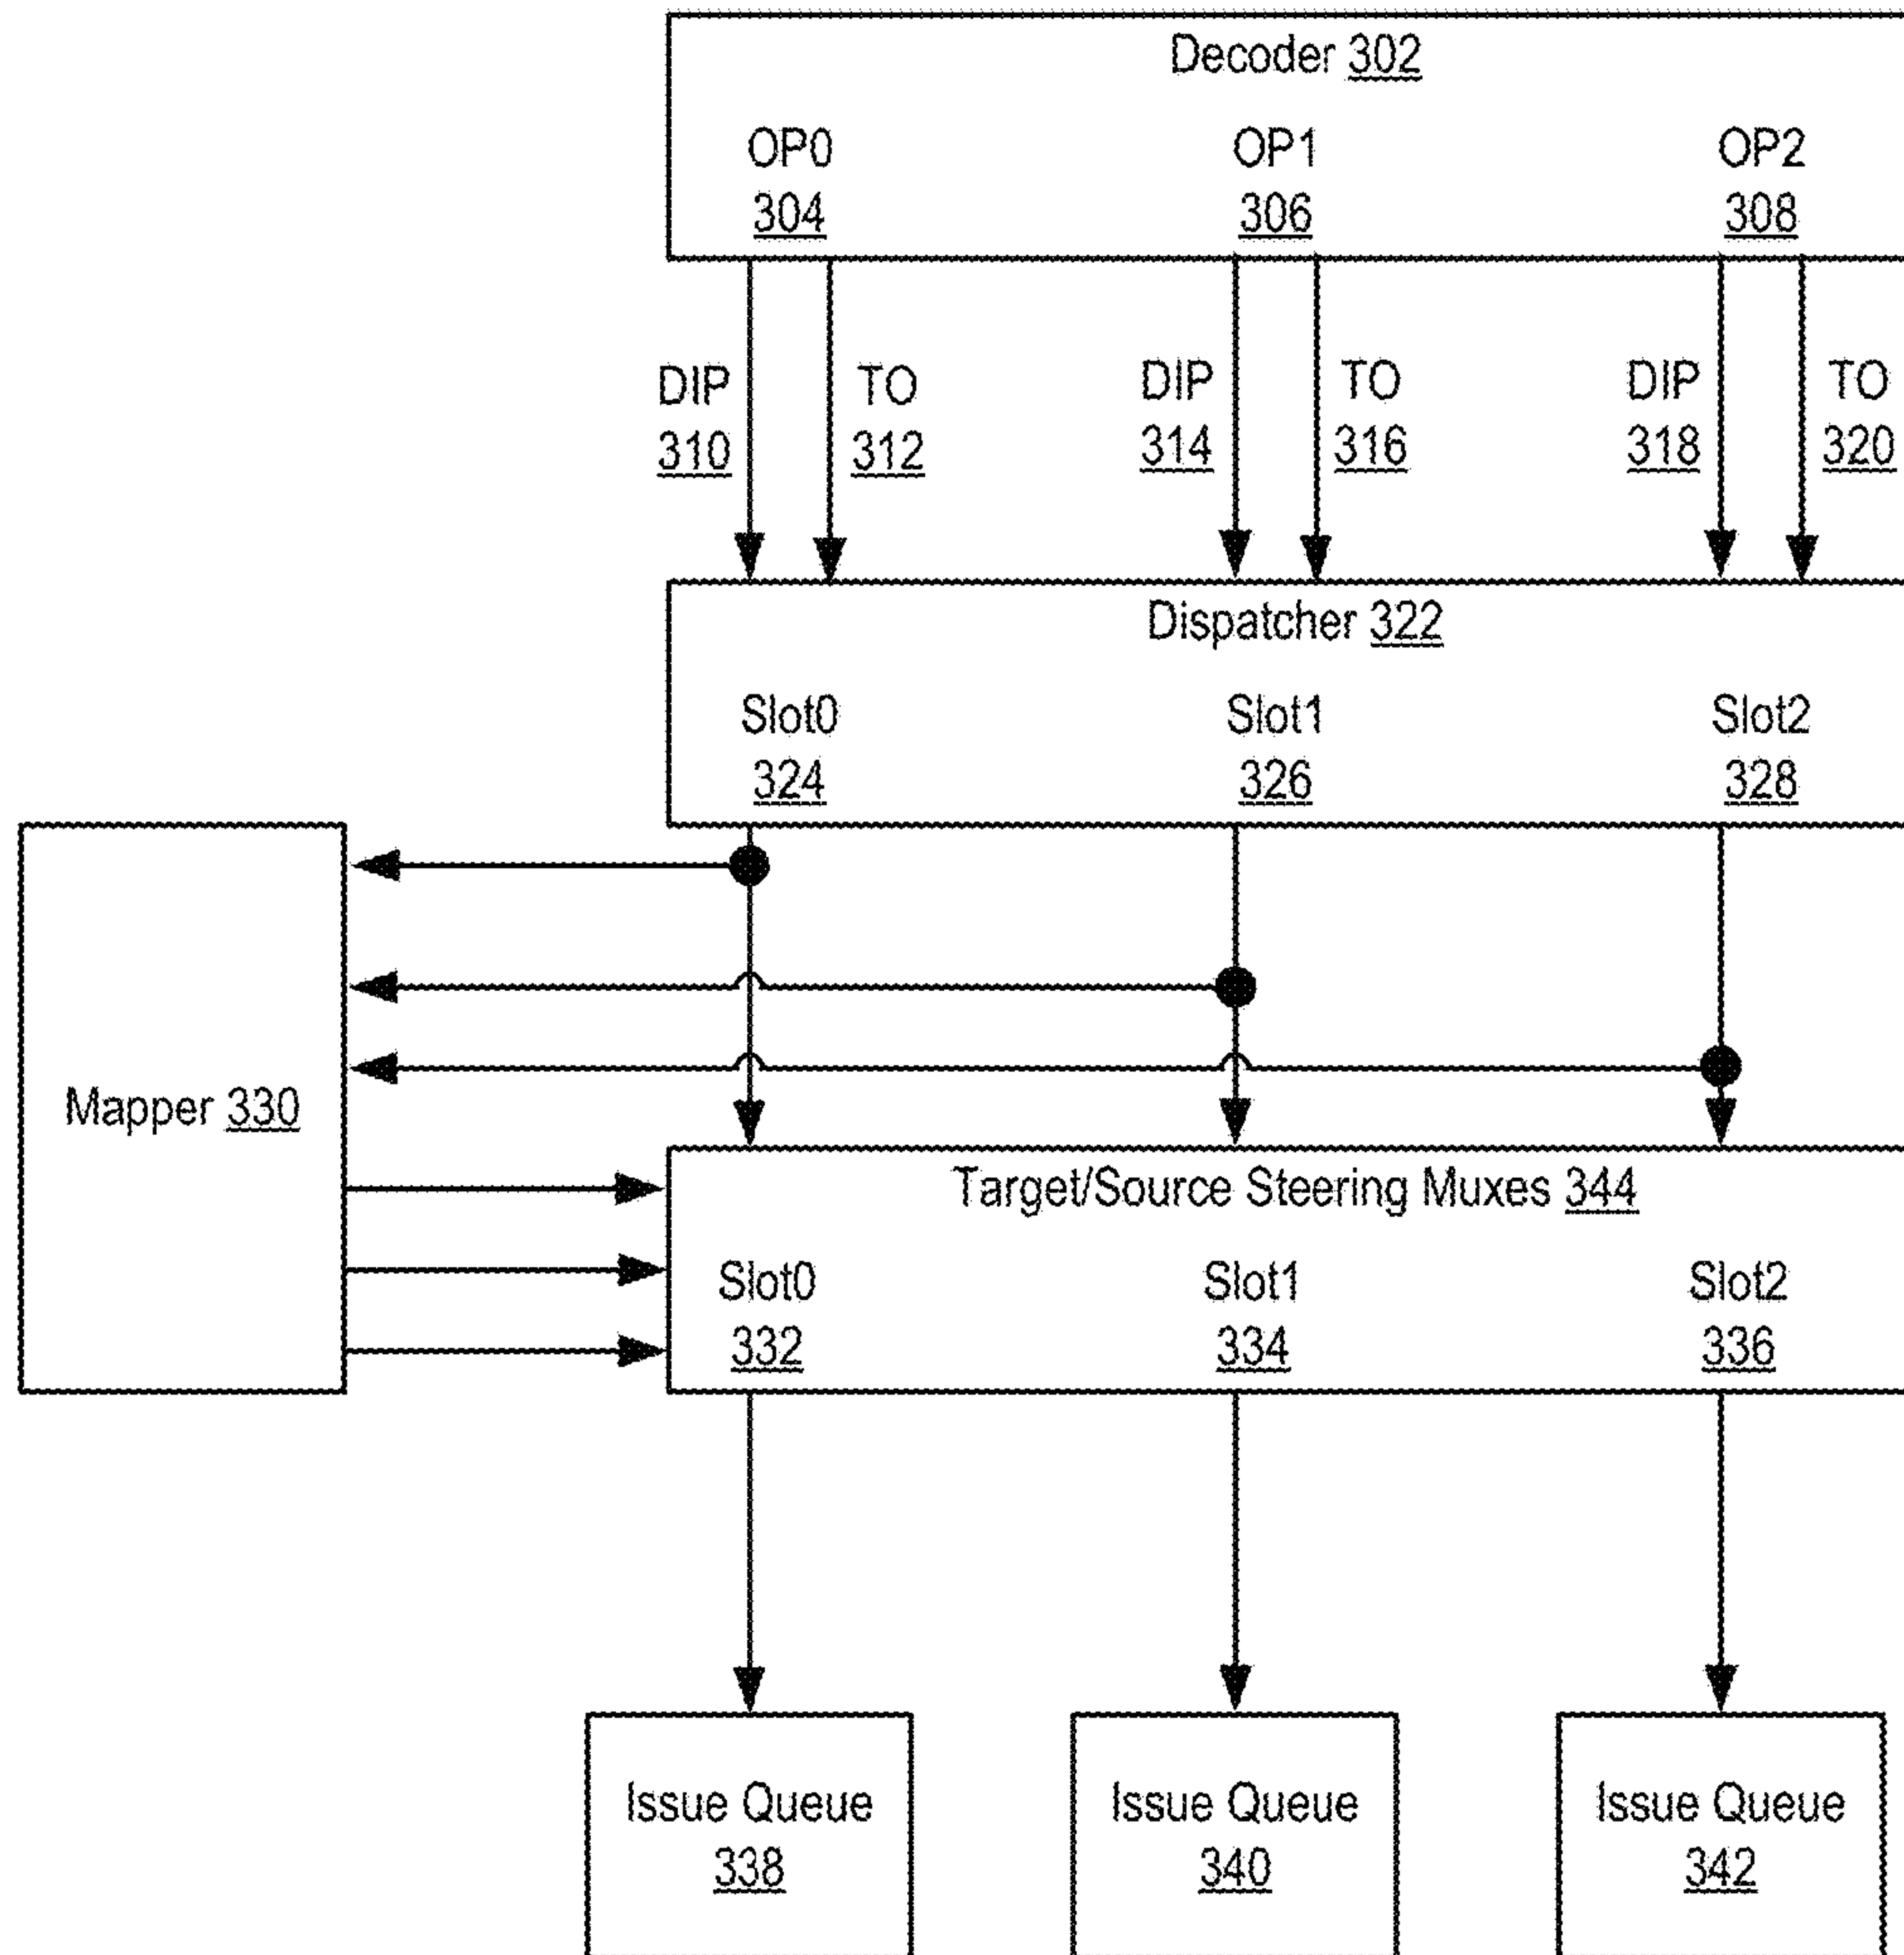 Decoder 302
OP0 OP1 OP2
304 306 308
DIP TO DIP TO DIP TO
310 312 314 316 318 320
Dispatcher 322
Slot0 Slot1 Slot2
324 326 328
Mapper 330
Target/Source Steering Muxes 344
Slot0 Slot1 Slot2
332 334 336
Issue Queue Issue Queue Issue Queue
338 340 342